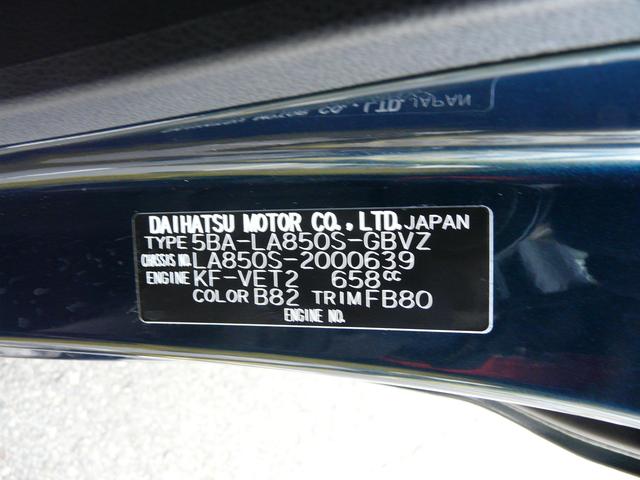 DAIHATSU MOTOR CO., LTD. JAPAN
TYPE 5BA-LA850S-GBVZ
CHASSIS NO. LA850S-2000639
ENGINE KF-VET2 658cc
COLOR B82 TRIM FB80
ENGINE NO.